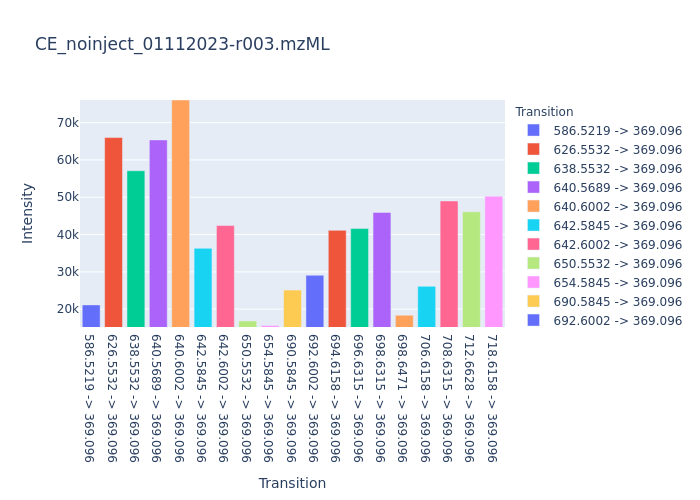 CE_noinject_01112023-r003.mzML
Intensity
70k
60k
50k
40k
30k
20k
586.5219 -> 369.096
626.5532 -> 369.096
638.5532 -> 369.096
640.5689 -> 369.096
640.6002 -> 369.096
642.5845 -> 369.096
642.6002 -> 369.096
650.5532 -> 369.096
654.5845 -> 369.096
690.5845 -> 369.096
692.6002 -> 369.096
694.6158 -> 369.096
696.6315 -> 369.096
698.6315 -> 369.096
698.6471 -> 369.096
706.6158 -> 369.096
708.6315 -> 369.096
712.6628 -> 369.096
718.6158 -> 369.096
Transition
Transition
586.5219 -> 369.096
626.5532 -> 369.096
638.5532 -> 369.096
640.5689 -> 369.096
640.6002 -> 369.096
642.5845 -> 369.096
642.6002 -> 369.096
650.5532 -> 369.096
654.5845 -> 369.096
690.5845 -> 369.096
692.6002 -> 369.096